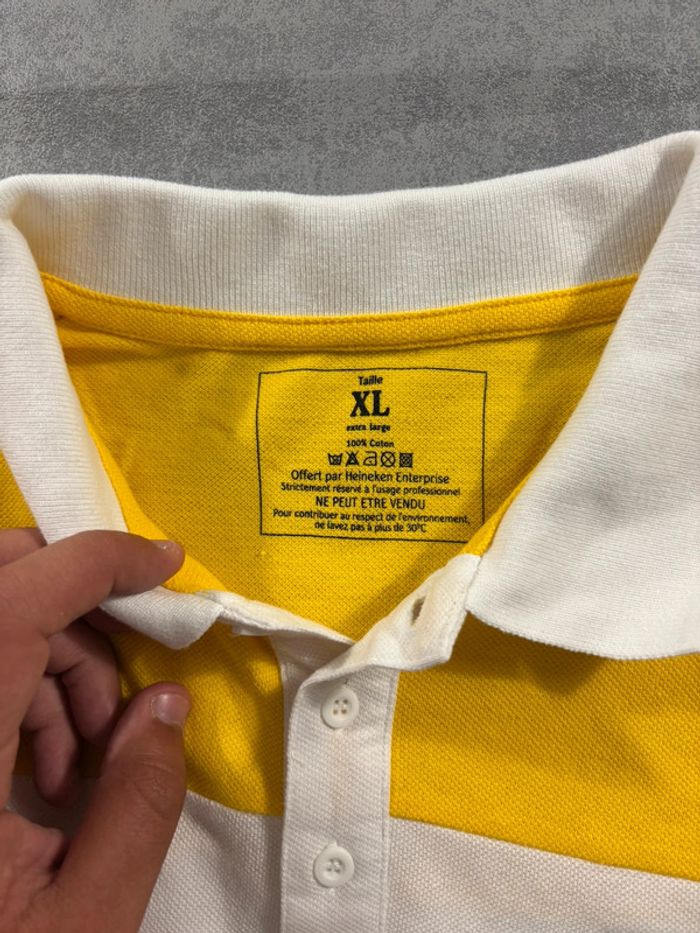 Taille
XL
extra large
100% Coton
Offert par Heineken Enterprise
Strictement réservé à l'usage professionnel
NE PEUT ETRE VENDU
Pour contribuer au respect de l'environnement,
ne lavez pas à plus de 30°C